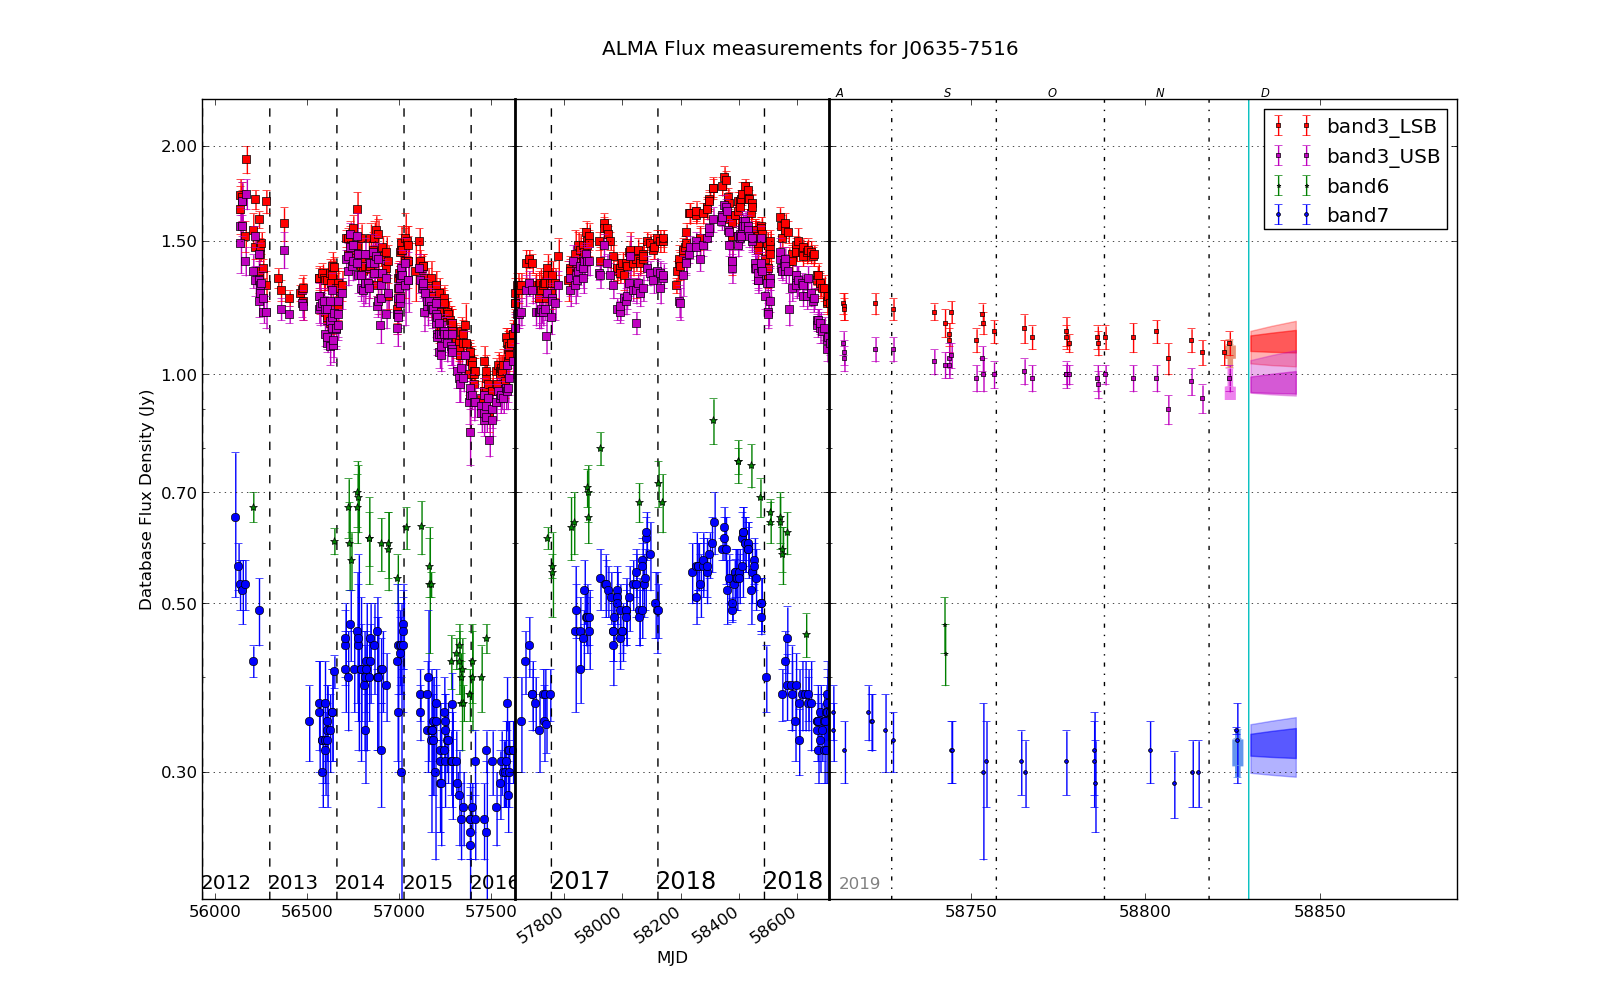 ALMA Flux measurements for J0635-7516
A S O N D
band3_LSB
band3_USB
band6
band7
2.00
1.50
1.00
0.70
0.50
0.30
Database Flux Density (Jy)
2012 2013 2014 2015 2016 2017 2018 2018 2019
56000 56500 57000 57500 57800 58000 58200 58400 58600 58750 58800 58850
MJD